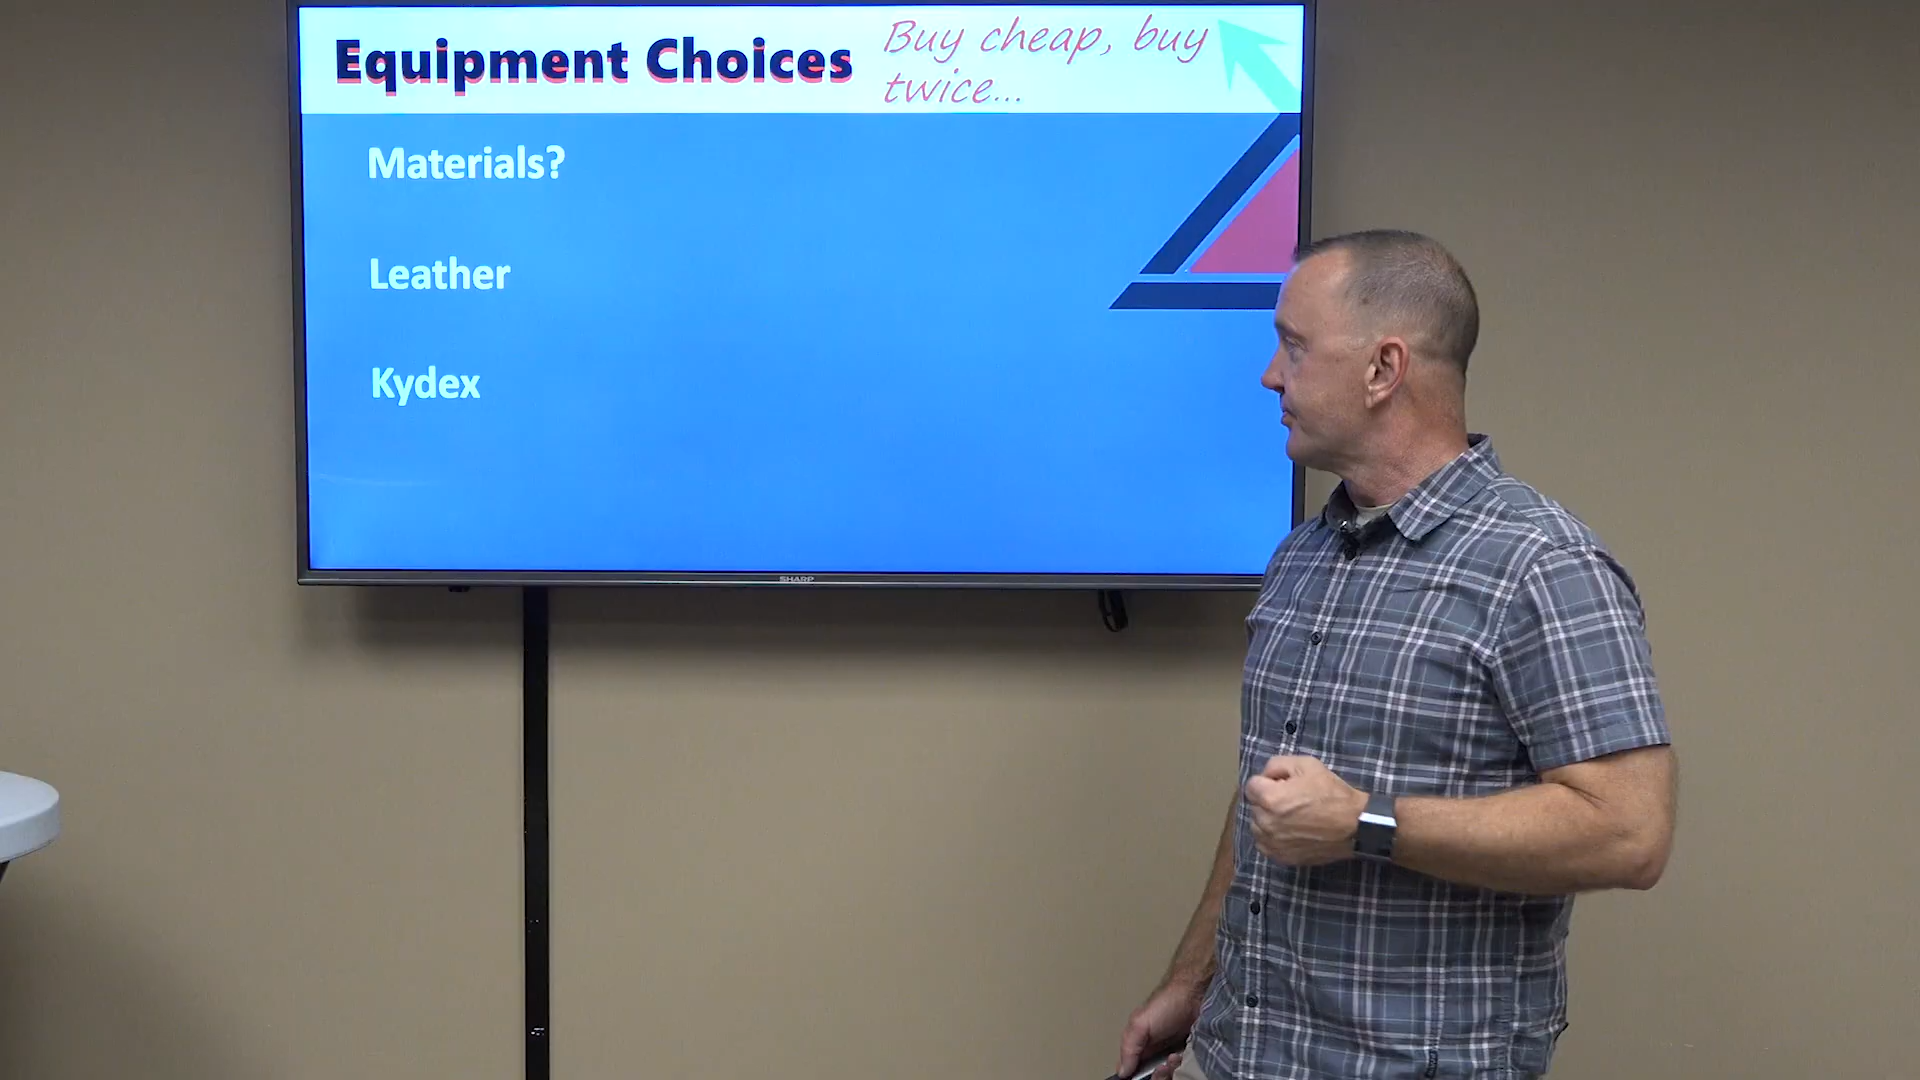 Equipment Choices
Buy cheap, buy
twice...
Materials?
Leather
Kydex
SHARP